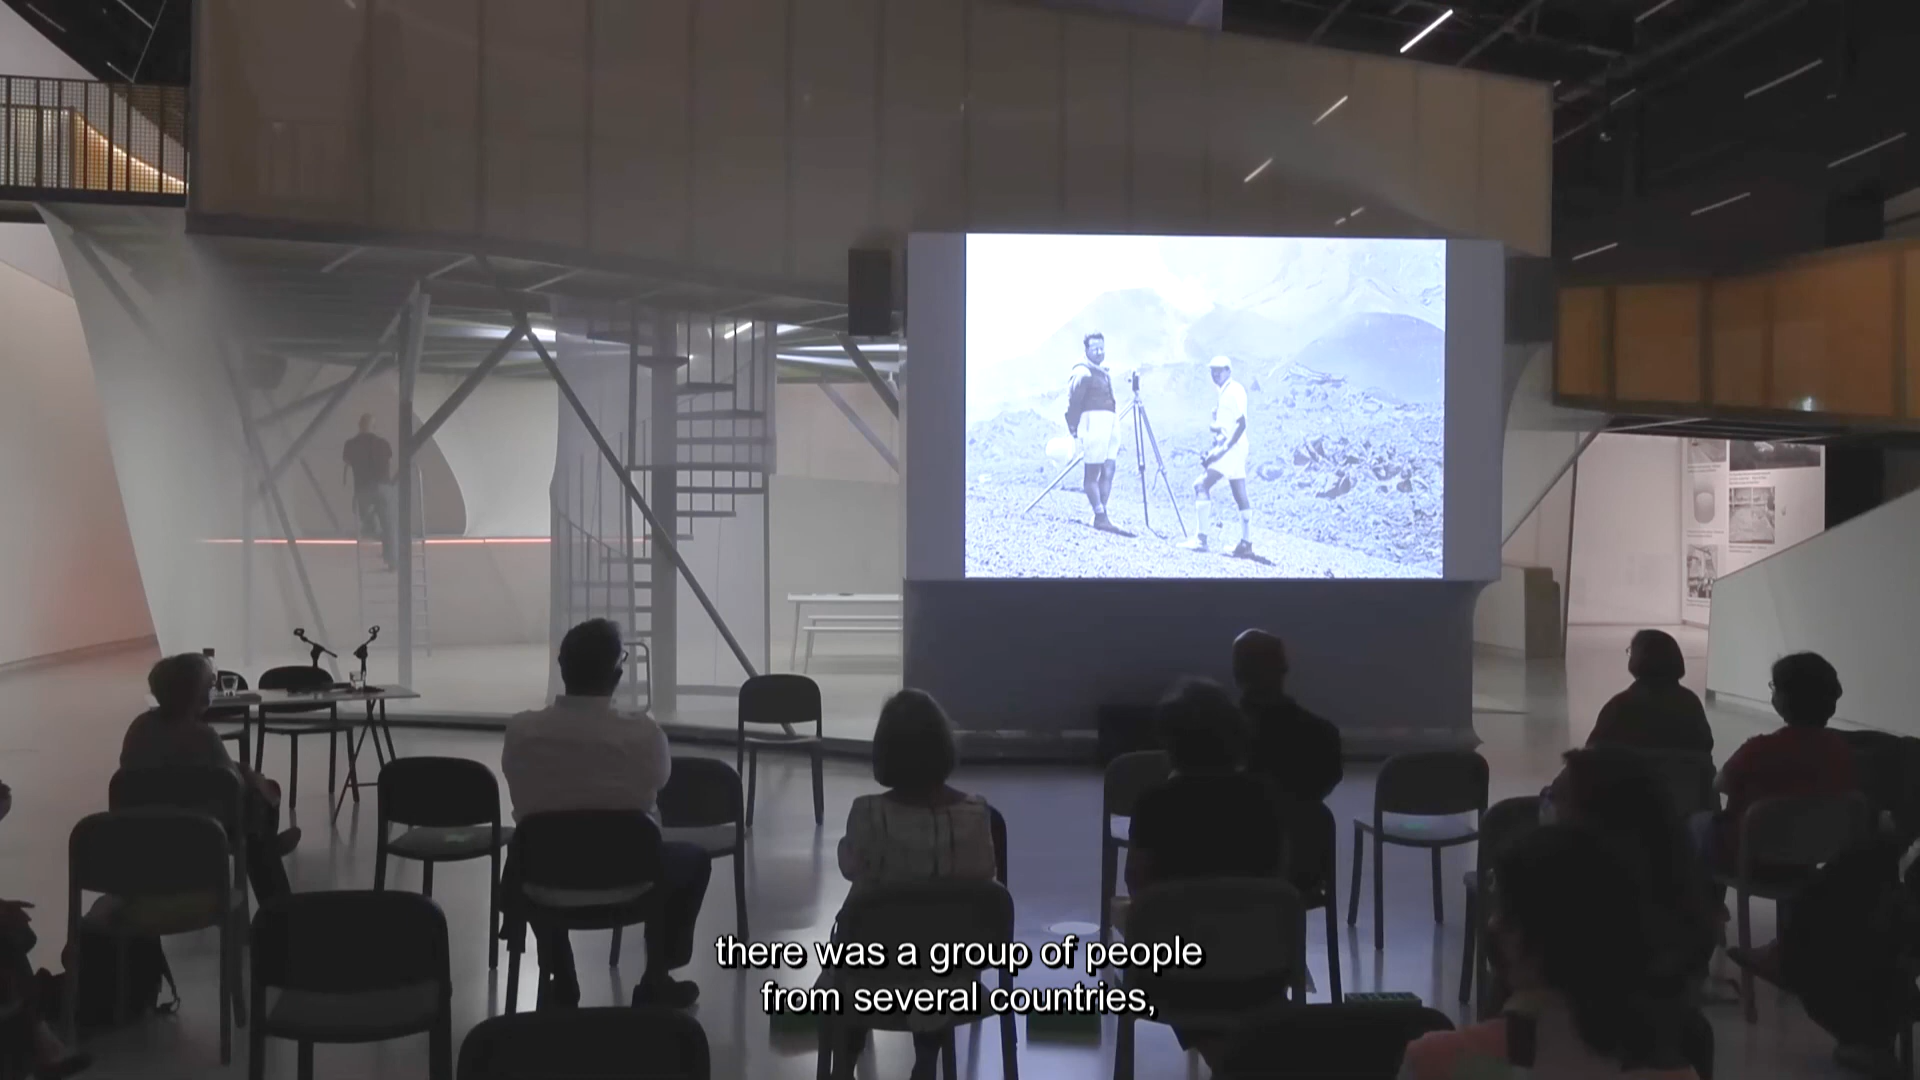 there was a group of people
from several countries,